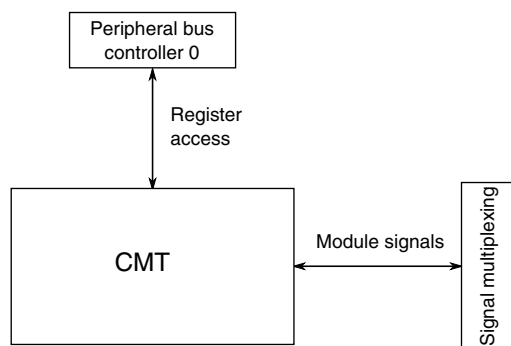 Peripheral bus
controller 0
Register
access
CMT
Module signals
Signal multiplexing